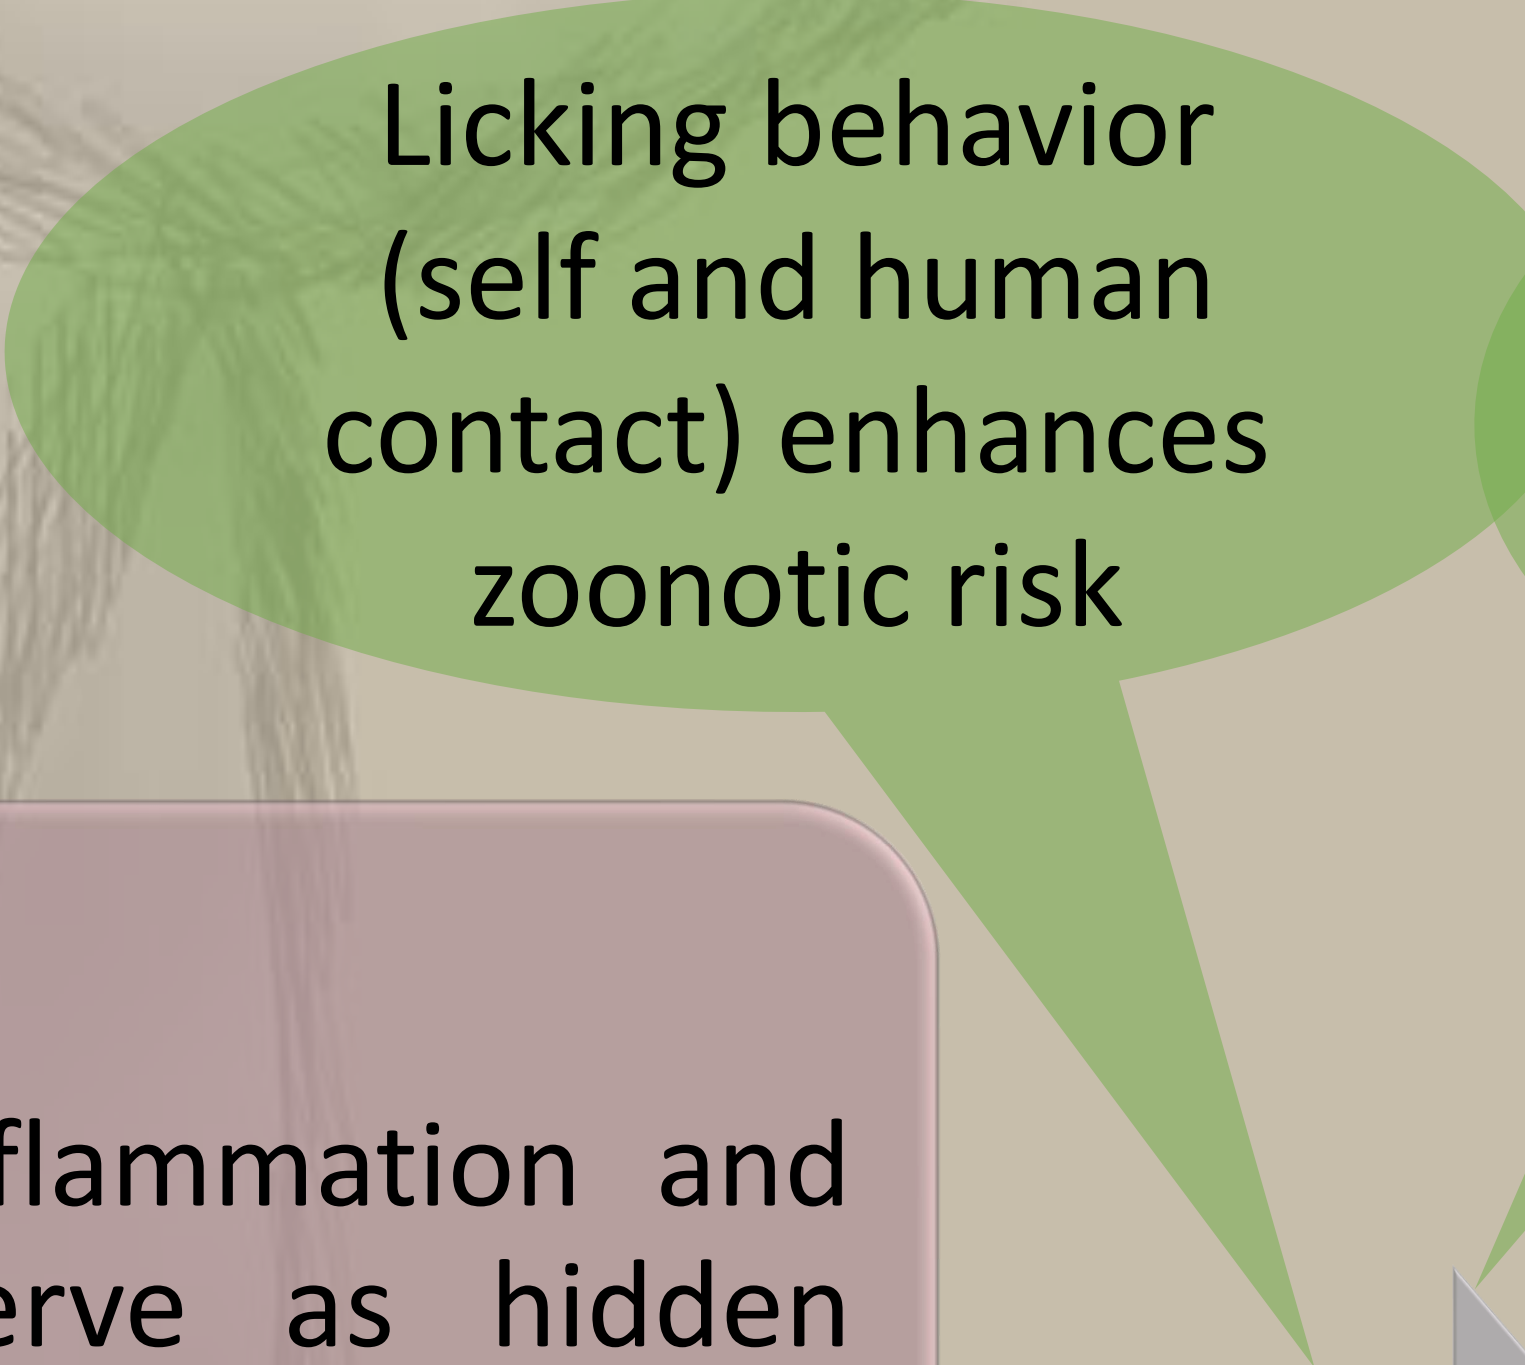 Licking behavior
(self and human
contact) enhances
zoonotic risk
flammation and
erve as hidden